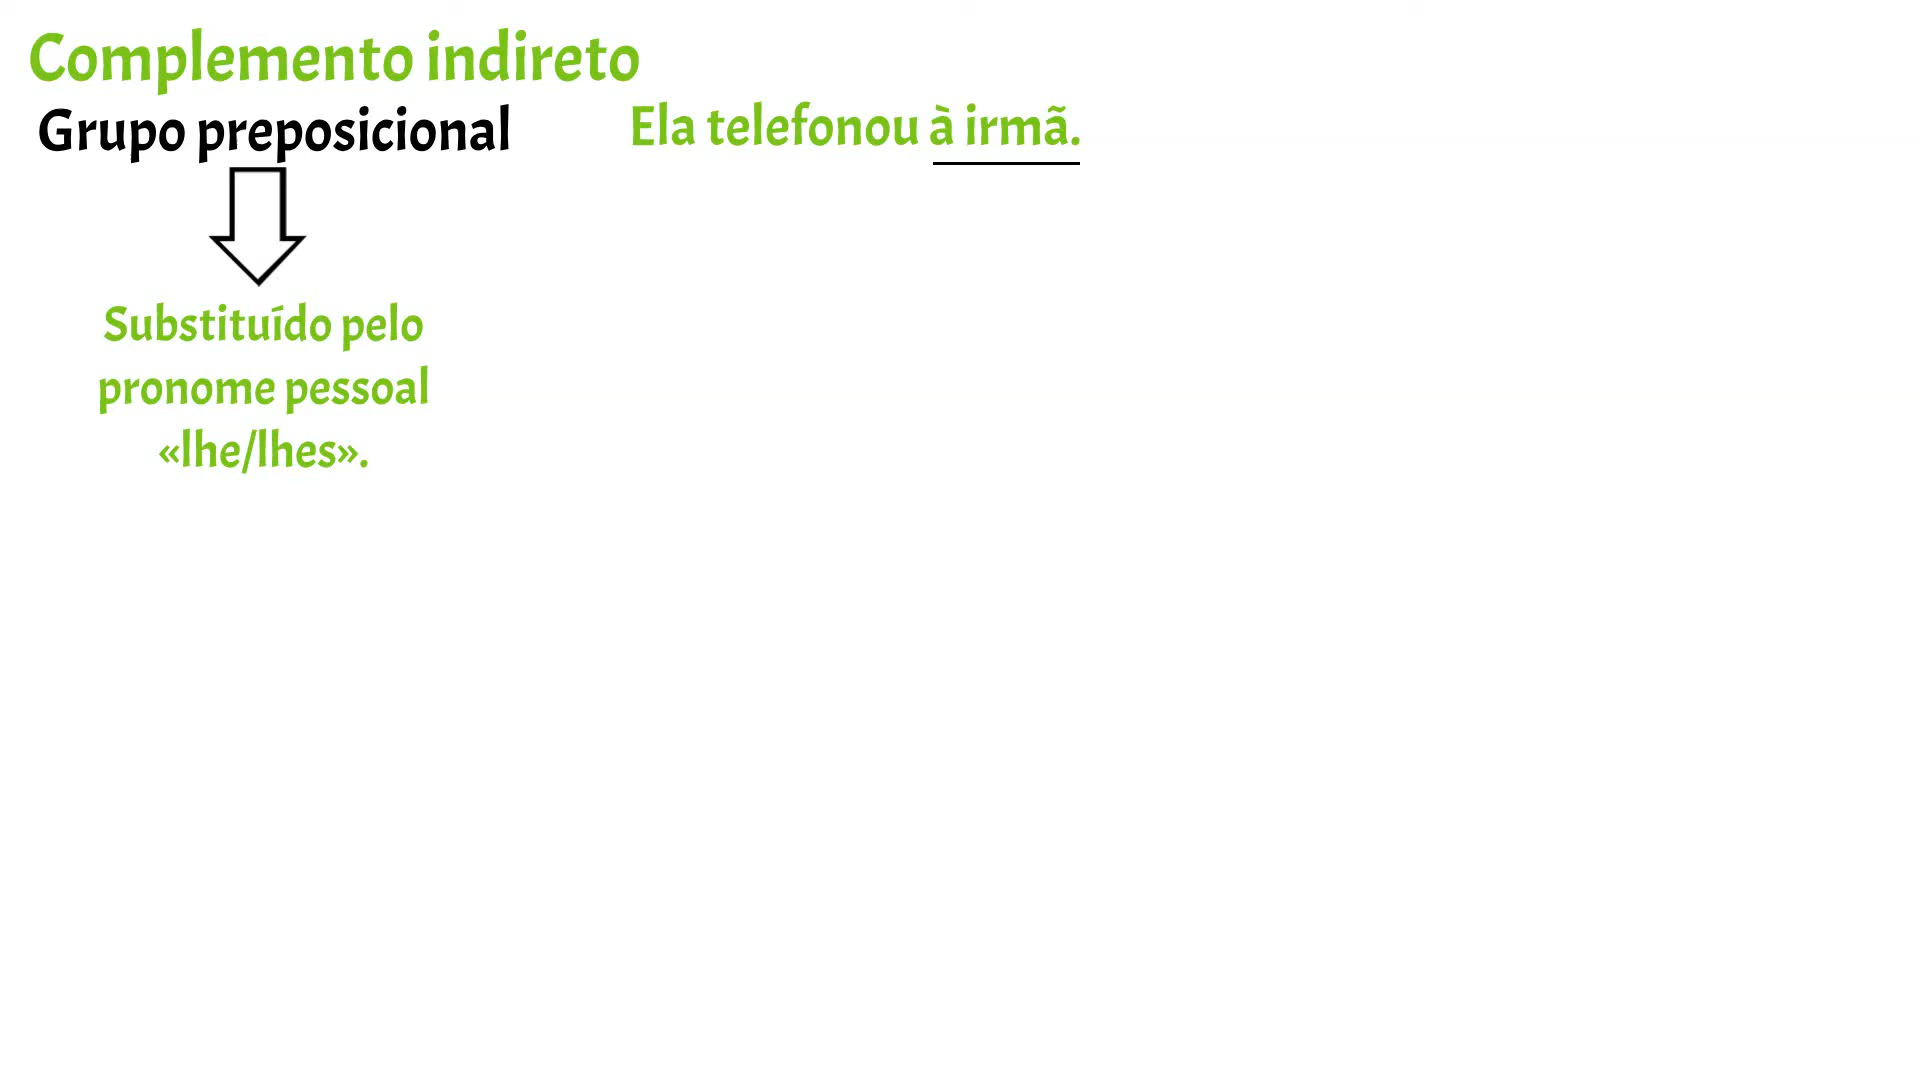 Complemento indireto
Grupo preposicional
Ela telefonou à irmã.
Substituído pelo
pronome pessoal
«lhe/lhes».